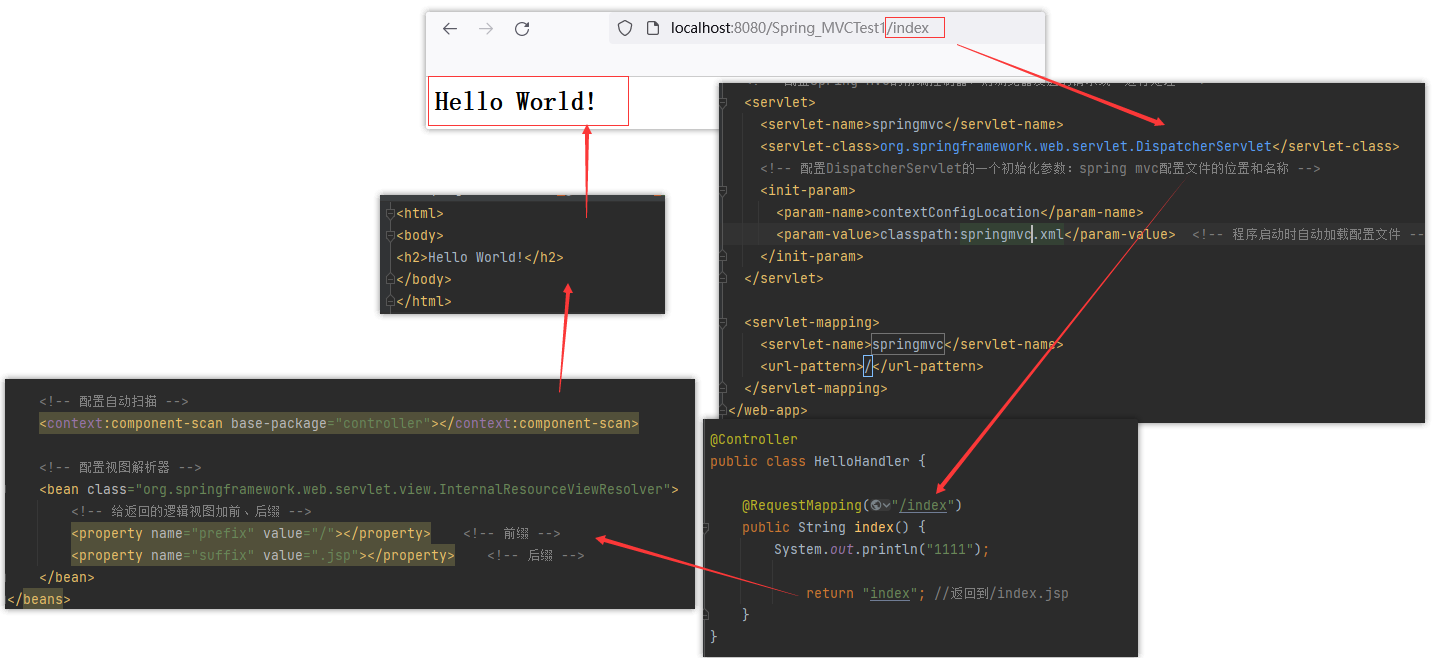 localhost:8080/Spring_MVCTest1/index
Hello World!
<servlet>
<servlet-name>springmvc</servlet-name>
<servlet-class>org.springframework.web.servlet.DispatcherServlet</servlet-class>
<!-- 配置DispatcherServlet的一个初始化参数：spring mvc配置文件的位置和名称 -->
<init-param>
<param-name>contextConfigLocation</param-name>
<param-value>classpath:springmvc.xml</param-value> <!-- 程序启动时自动加载配置文件 --
</init-param>
</servlet>
<servlet-mapping>
<servlet-name>springmvc</servlet-name>
<url-pattern>/</url-pattern>
</servlet-mapping>
</web-app>
<html>
<body>
<h2>Hello World!</h2>
</body>
</html>
<!-- 配置自动扫描 -->
<context:component-scan base-package="controller"></context:component-scan>
<!-- 配置视图解析器 -->
<bean class="org.springframework.web.servlet.view.InternalResourceViewResolver">
<!-- 给返回的逻辑视图加前、后缀 -->
<property name="prefix" value="/"></property> <!-- 前缀 -->
<property name="suffix" value=".jsp"></property> <!-- 后缀 -->
</bean>
</beans>
@Controller
public class HelloHandler {
@RequestMapping("/index")
public String index() {
System.out.println("1111");
return "index"; //返回到/index.jsp
}
}